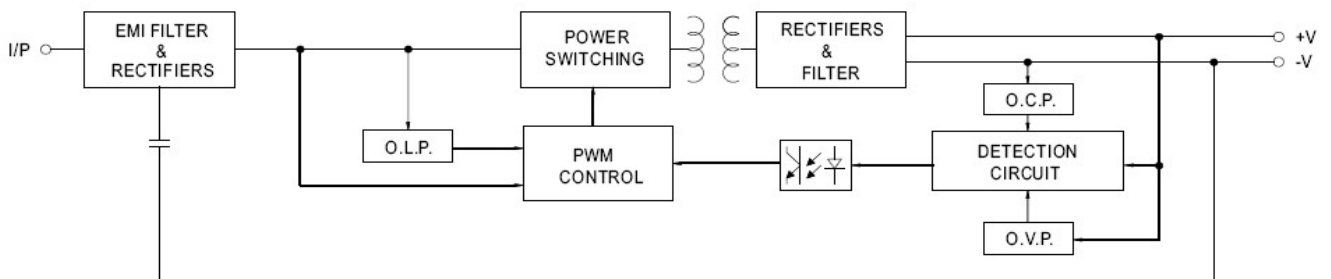 I/P
EMI FILTER
&
RECTIFIERS
POWER
SWITCHING
RECTIFIERS
&
FILTER
+V
-V
O.C.P.
O.L.P.
PWM
CONTROL
DETECTION
CIRCUIT
O.V.P.